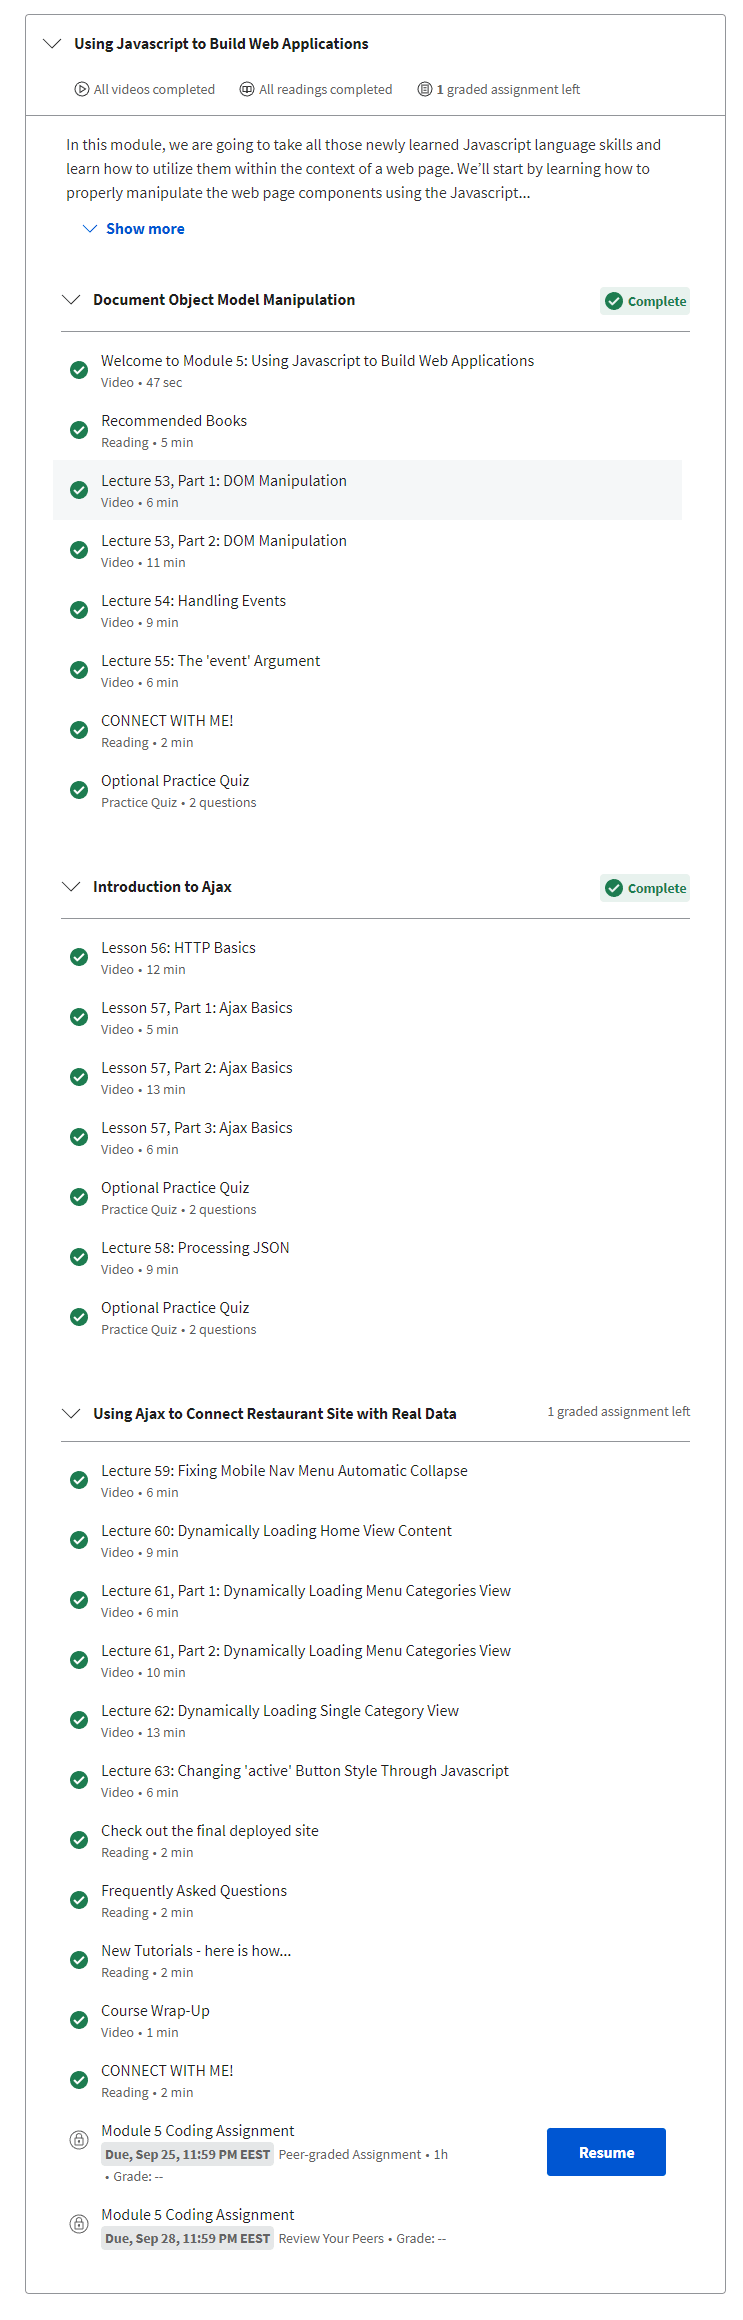 Using Javascript to Build Web Applications
All videos completed All readings completed 1 graded assignment left
In this module, we are going to take all those newly learned Javascript language skills and
learn how to utilize them within the context of a web page. We’ll start by learning how to
properly manipulate the web page components using the Javascript...
Show more
Document Object Model Manipulation Complete
Welcome to Module 5: Using Javascript to Build Web Applications
Video • 47 sec
Recommended Books
Reading • 5 min
Lecture 53, Part 1: DOM Manipulation
Video • 6 min
Lecture 53, Part 2: DOM Manipulation
Video • 11 min
Lecture 54: Handling Events
Video • 9 min
Lecture 55: The 'event' Argument
Video • 6 min
CONNECT WITH ME!
Reading • 2 min
Optional Practice Quiz
Practice Quiz • 2 questions
Introduction to Ajax Complete
Lesson 56: HTTP Basics
Video • 12 min
Lesson 57, Part 1: Ajax Basics
Video • 5 min
Lesson 57, Part 2: Ajax Basics
Video • 13 min
Lesson 57, Part 3: Ajax Basics
Video • 6 min
Optional Practice Quiz
Practice Quiz • 2 questions
Lecture 58: Processing JSON
Video • 9 min
Optional Practice Quiz
Practice Quiz • 2 questions
Using Ajax to Connect Restaurant Site with Real Data 1 graded assignment left
Lecture 59: Fixing Mobile Nav Menu Automatic Collapse
Video • 6 min
Lecture 60: Dynamically Loading Home View Content
Video • 9 min
Lecture 61, Part 1: Dynamically Loading Menu Categories View
Video • 6 min
Lecture 61, Part 2: Dynamically Loading Menu Categories View
Video • 10 min
Lecture 62: Dynamically Loading Single Category View
Video • 13 min
Lecture 63: Changing 'active' Button Style Through Javascript
Video • 6 min
Check out the final deployed site
Reading • 2 min
Frequently Asked Questions
Reading • 2 min
New Tutorials - here is how...
Reading • 2 min
Course Wrap-Up
Video • 1 min
CONNECT WITH ME!
Reading • 2 min
Module 5 Coding Assignment
Due, Sep 25, 11:59 PM EEST Peer-graded Assignment • 1h
• Grade: --
Resume
Module 5 Coding Assignment
Due, Sep 28, 11:59 PM EEST Review Your Peers • Grade: --